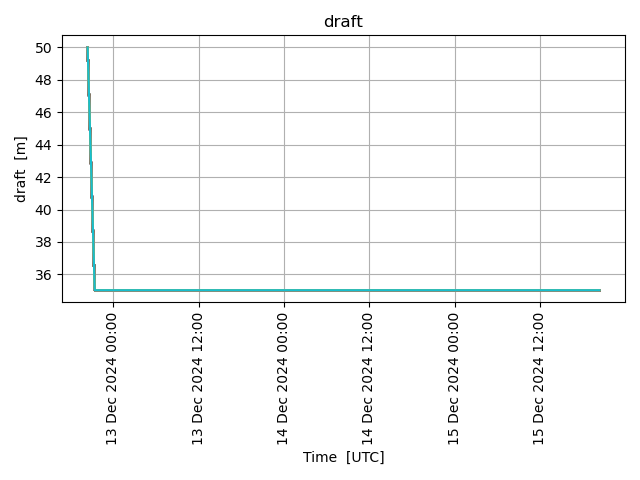 draft
50
48
46
44
42
40
38
36
draft [m]
13 Dec 2024 00:00
13 Dec 2024 12:00
14 Dec 2024 00:00
14 Dec 2024 12:00
15 Dec 2024 00:00
15 Dec 2024 12:00
Time [UTC]